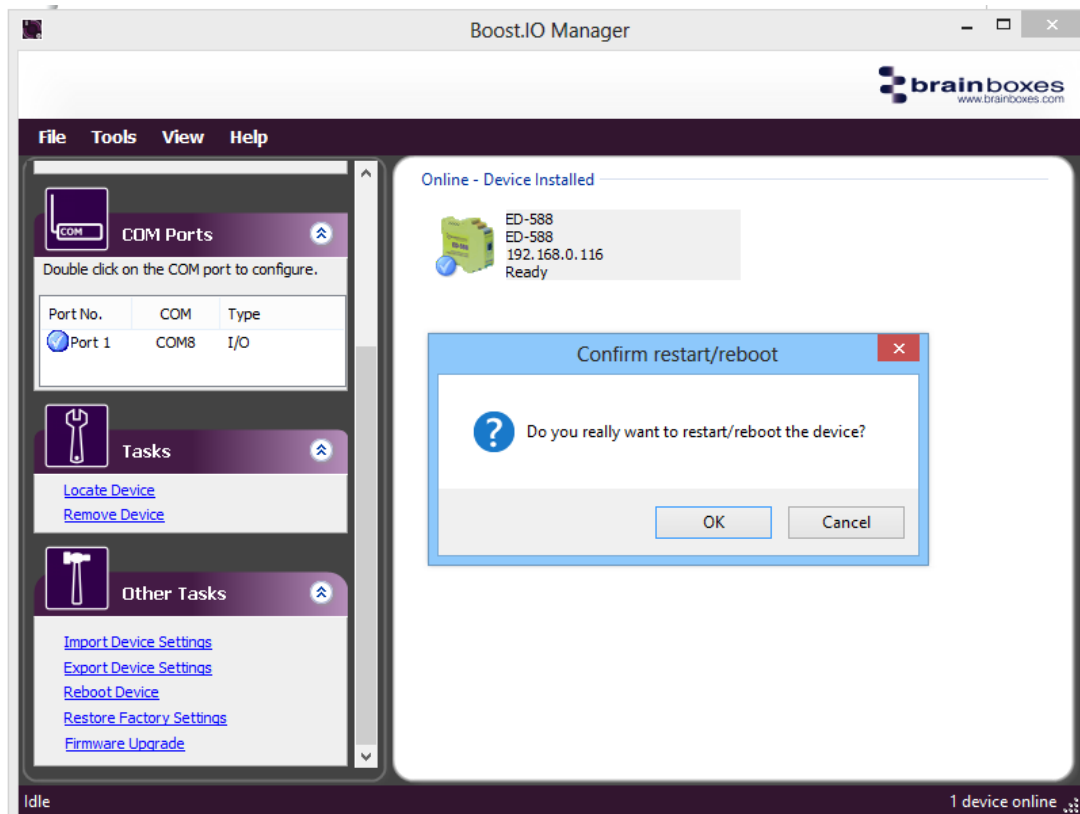 Boost.IO Manager
brainboxes
www.brainboxes.com
File Tools View Help
COM
COM Ports
Double click on the COM port to configure.
Port No. COM Type
Port 1 COM8 I/O
Tasks
Locate Device
Remove Device
Other Tasks
Import Device Settings
Export Device Settings
Reboot Device
Restore Factory Settings
Firmware Upgrade
Online - Device Installed
ED-588
ED-588
192.168.0.116
Ready
Confirm restart/reboot
Do you really want to restart/reboot the device?
OK Cancel
Idle
1 device online